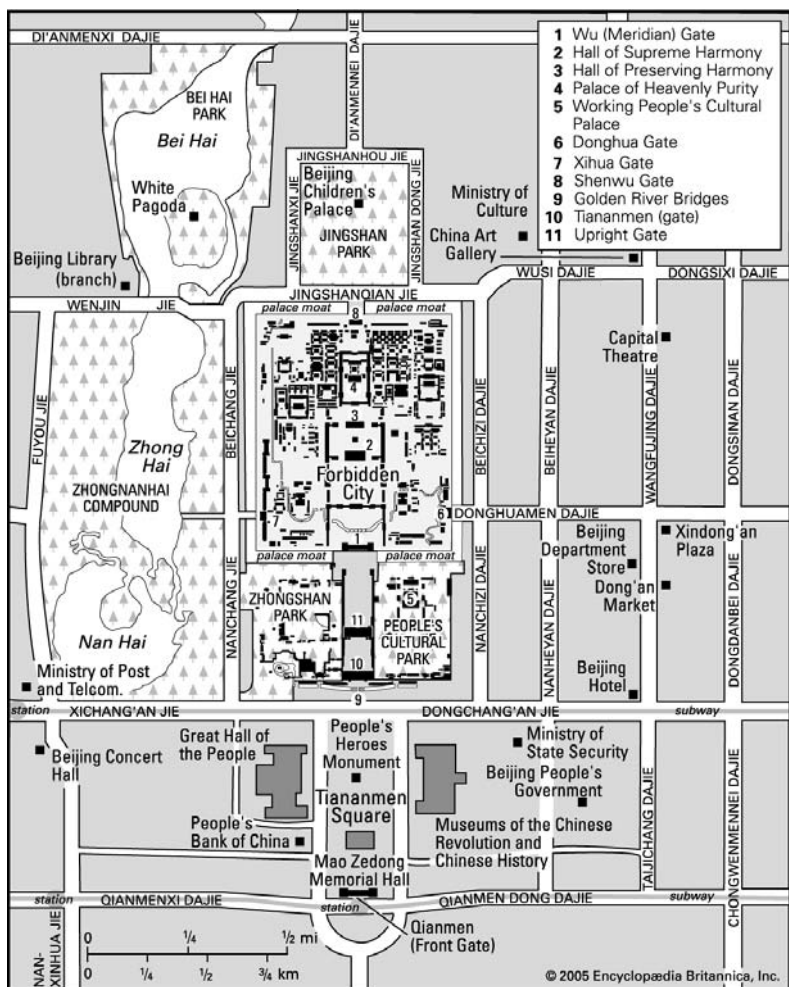 DI'ANMENXI DAJIE
DI'ANMENNEI DAJIE
1 Wu (Meridian) Gate
2 Hall of Supreme Harmony
3 Hall of Preserving Harmony
4 Palace of Heavenly Purity
5 Working People's Cultural
Palace
6 Donghua Gate
7 Xihua Gate
8 Shenwu Gate
9 Golden River Bridges
10 Tiananmen (gate)
11 Upright Gate
BEI HAI
PARK
Bei Hai
White
Pagoda
Beijing Library
(branch)
JINGSHANHOU JIE
JINGSHANXI JIE
Beijing
Children's
Palace
JINGSHAN
PARK
JINGSHAN DONG JIE
Ministry of
Culture
China Art
Gallery
WUSI DAJIE
DONGSIXI DAJIE
WENJIN JIE
JINGSHANQIAN JIE
palace moat
palace moat
8
4
3
2
Forbidden
City
7
6
1
palace moat
palace moat
FUYOU JIE
Zhong
Hai
ZHONGNANHAI
COMPOUND
Nan Hai
BEICHANG JIE
NANCHANG JIE
BEICHIZI DAJIE
NANCHIZI DAJIE
BEIHEYAN DAJIE
NANHEYAN DAJIE
WANGFUJING DAJIE
DONGSINAN DAJIE
DONGDANBEI DAJIE
Capital
Theatre
DONGHUAMEN DAJIE
Beijing
Department
Store
Xindong'an
Plaza
Dong'an
Market
Beijing
Hotel
ZHONGSHAN
PARK
5
PEOPLE'S
CULTURAL
PARK
11
10
9
Ministry of Post
and Telcom.
station
XICHANG'AN JIE
DONGCHANG'AN JIE
subway
Beijing Concert
Hall
Great Hall of
the People
People's
Heroes
Monument
Tiananmen
Square
Ministry of
State Security
Beijing People's
Government
People's
Bank of China
Museums of the Chinese
Revolution and
Chinese History
Mao Zedong
Memorial Hall
TAIJICHANG DAJIE
CHONGWENMENNEI DAJIE
station
QIANMENXI DAJIE
station
QIANMEN DONG DAJIE
subway
Qianmen
(Front Gate)
NAN-
XINHUA JIE
0 1/4 1/2 mi
0 1/4 1/2 3/4 km
© 2005 Encyclopædia Britannica, Inc.